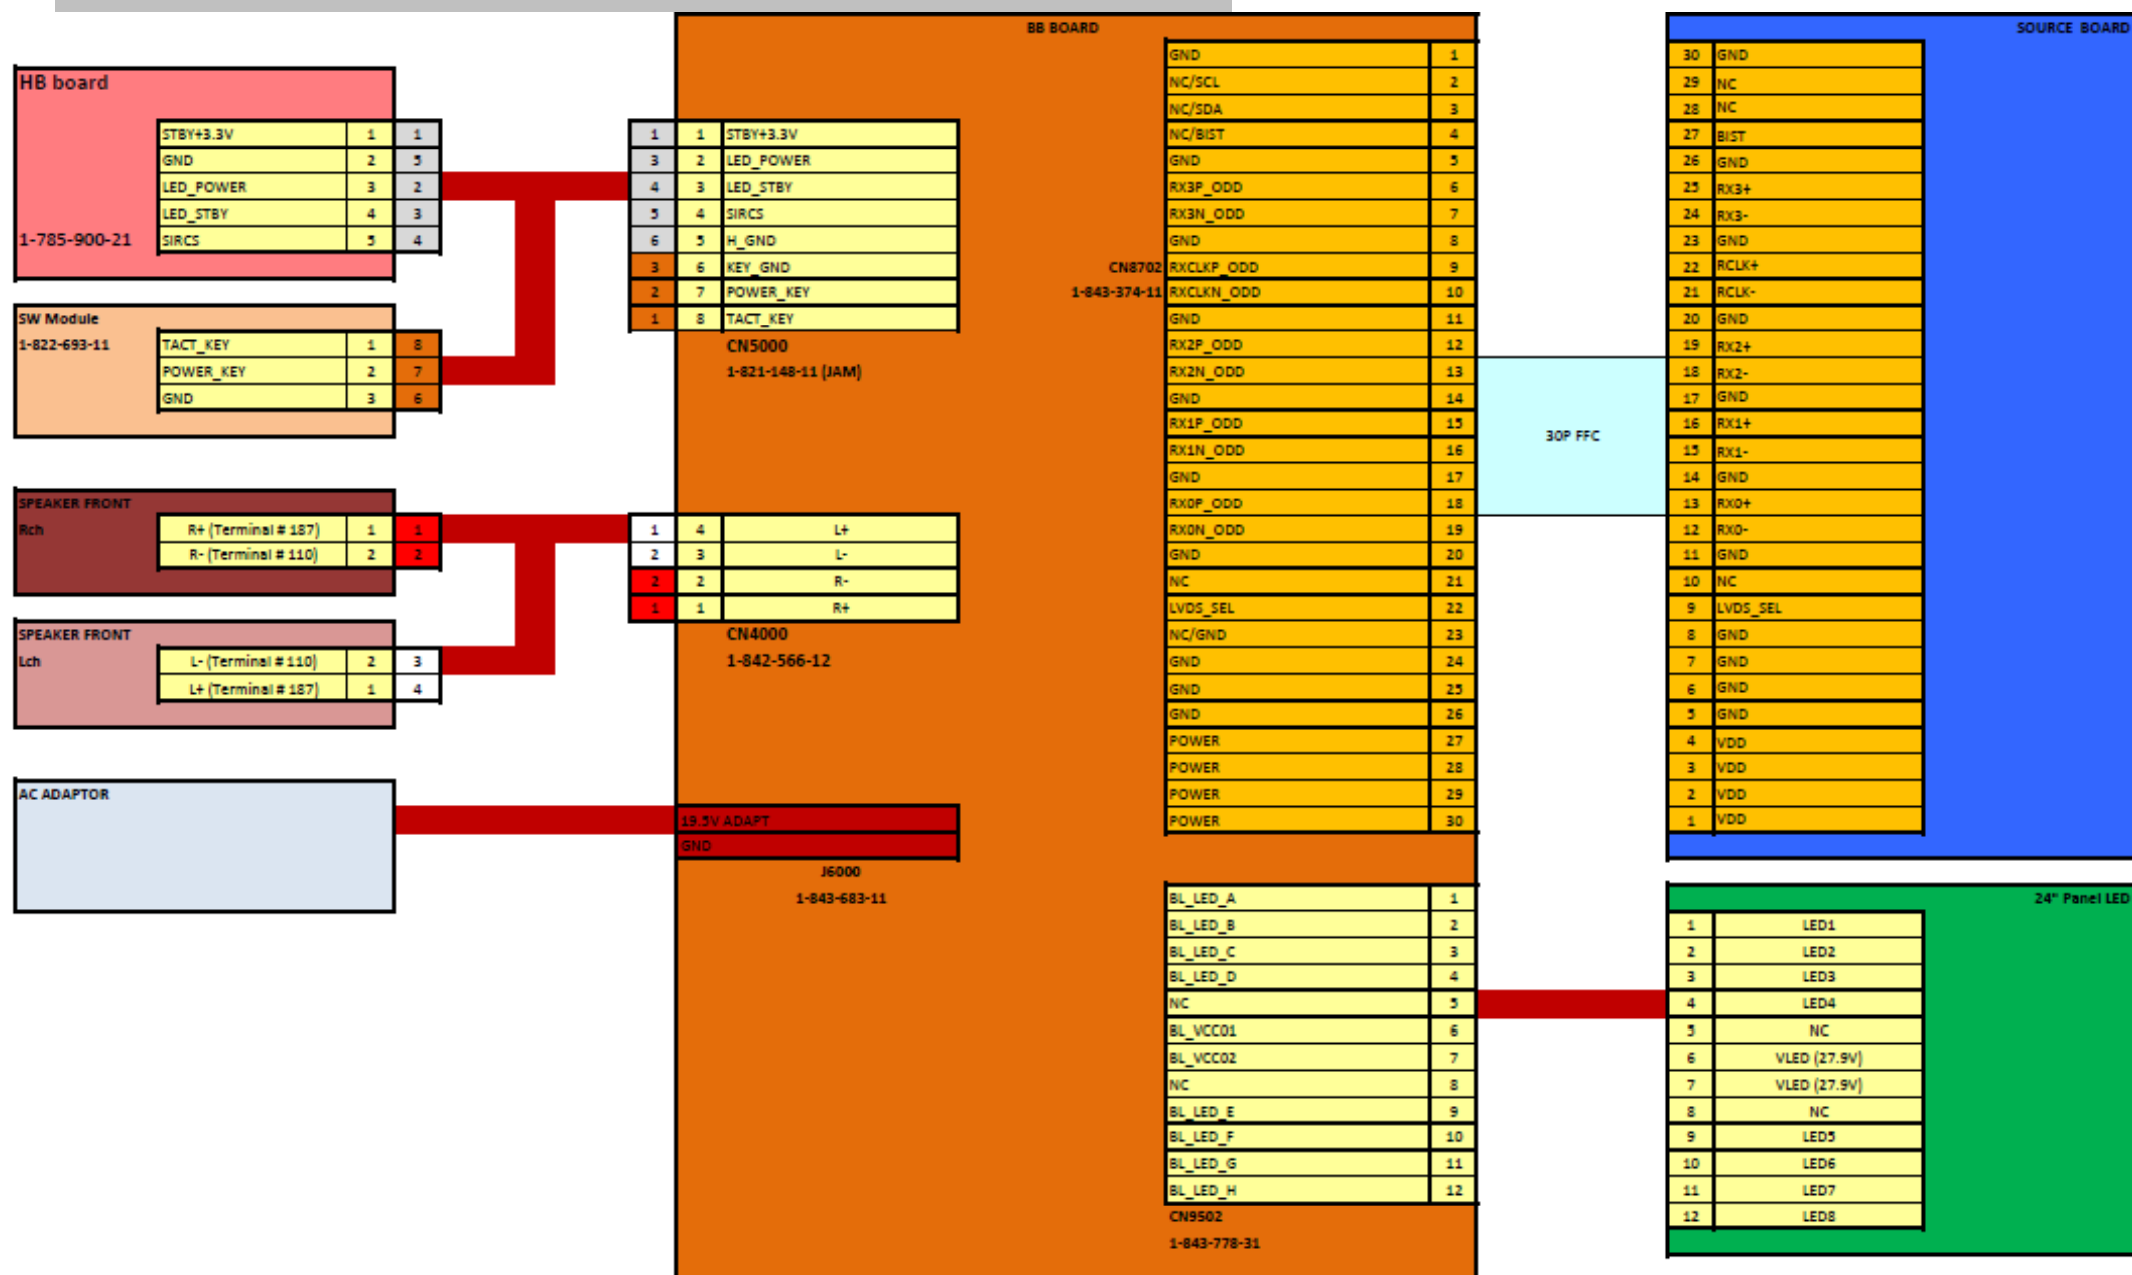 BB BOARD
SOURCE BOARD
HB board
1-785-900-21
STBY+3.3V 1 1
GND 2 5
LED_POWER 3 2
LED_STBY 4 3
SIRCS 5 4
SW Module
1-822-693-11
TACT_KEY 1 8
POWER_KEY 2 7
GND 3 6
SPEAKER FRONT
Rch
R+ (Terminal # 187) 1 1
R- (Terminal # 110) 2 2
SPEAKER FRONT
Lch
L- (Terminal # 110) 2 3
L+ (Terminal # 187) 1 4
AC ADAPTOR
1 1 STBY+3.3V
3 2 LED_POWER
4 3 LED_STBY
5 4 SIRCS
6 5 H_GND
3 6 KEY_GND
2 7 POWER_KEY
1 8 TACT_KEY
CN5000
1-821-148-11 (JAM)
1 4 L+
2 3 L-
2 2 R-
1 1 R+
CN4000
1-842-566-12
19.5V ADAPT
GND
J6000
1-843-683-11
CN8702
1-843-374-11
GND 1
NC/SCL 2
NC/SDA 3
NC/BIST 4
GND 5
RX3P_ODD 6
RX3N_ODD 7
GND 8
RXCLKP_ODD 9
RXCLKN_ODD 10
GND 11
RX2P_ODD 12
RX2N_ODD 13
GND 14
RX1P_ODD 15
RX1N_ODD 16
GND 17
RX0P_ODD 18
RX0N_ODD 19
GND 20
NC 21
LVDS_SEL 22
NC/GND 23
GND 24
GND 25
GND 26
POWER 27
POWER 28
POWER 29
POWER 30
30P FFC
30 GND
29 NC
28 NC
27 BIST
26 GND
25 RX3+
24 RX3-
23 GND
22 RCLK+
21 RCLK-
20 GND
19 RX2+
18 RX2-
17 GND
16 RX1+
15 RX1-
14 GND
13 RX0+
12 RX0-
11 GND
10 NC
9 LVDS_SEL
8 GND
7 GND
6 GND
5 GND
4 VDD
3 VDD
2 VDD
1 VDD
BL_LED_A 1
BL_LED_B 2
BL_LED_C 3
BL_LED_D 4
NC 5
BL_VCC01 6
BL_VCC02 7
NC 8
BL_LED_E 9
BL_LED_F 10
BL_LED_G 11
BL_LED_H 12
CN9502
1-843-778-31
24" Panel LED
1 LED1
2 LED2
3 LED3
4 LED4
5 NC
6 VLED (27.9V)
7 VLED (27.9V)
8 NC
9 LED5
10 LED6
11 LED7
12 LED8